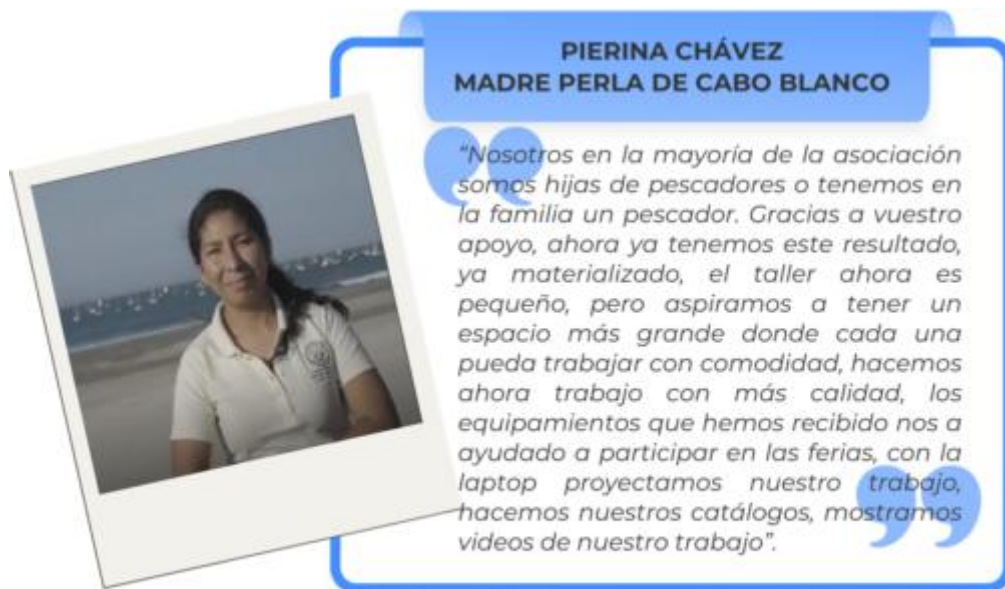 PIERINA CHÁVEZ
MADRE PERLA DE CABO BLANCO
“Nosotros en la mayoría de la asociación
somos hijas de pescadores o tenemos en
la familia un pescador. Gracias a vuestro
apoyo, ahora ya tenemos este resultado,
ya materializado, el taller ahora es
pequeño, pero aspiramos a tener un
espacio más grande donde cada una
pueda trabajar con comodidad, hacemos
ahora trabajo con más calidad, los
equipamientos que hemos recibido nos a
ayudado a participar en las ferias, con la
laptop proyectamos nuestro trabajo,
hacemos nuestros catálogos, mostramos
videos de nuestro trabajo”.